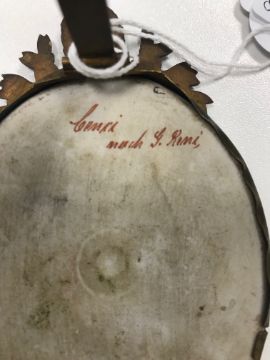 Cenci
nach G. Reni,